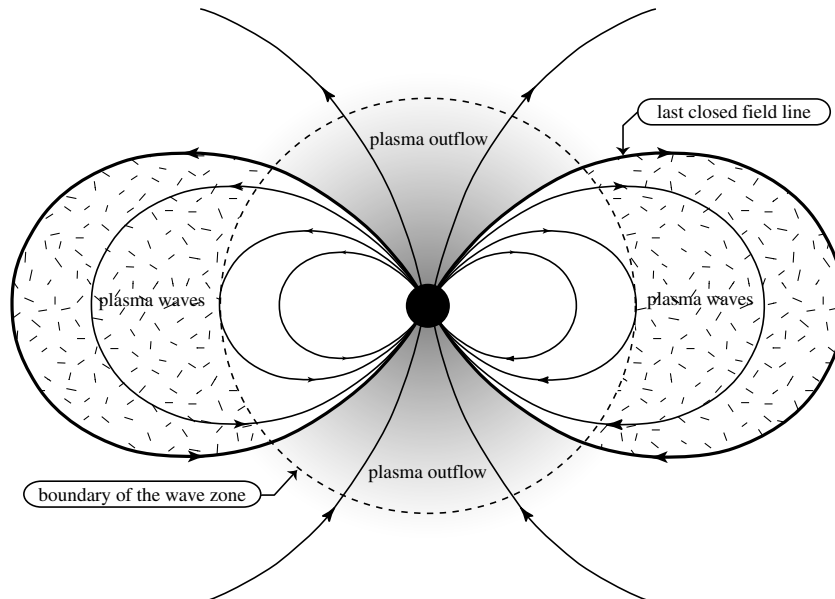 plasma outflow
last closed field line
plasma waves
plasma waves
plasma outflow
boundary of the wave zone